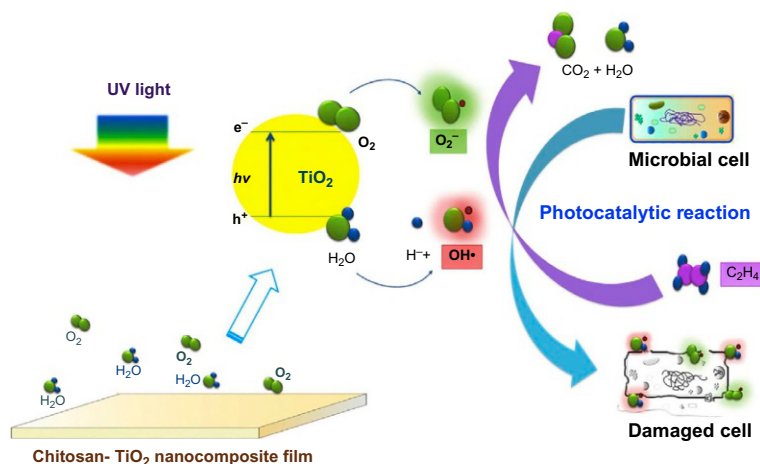 UV light
e⁻
hv
h⁺
TiO₂
O₂
H₂O
O₂⁻
H⁻+ OH•
CO₂ + H₂O
Microbial cell
Photocatalytic reaction
C₂H₄
Damaged cell
O₂
H₂O
O₂
H₂O
H₂O
O₂
Chitosan- TiO₂ nanocomposite film